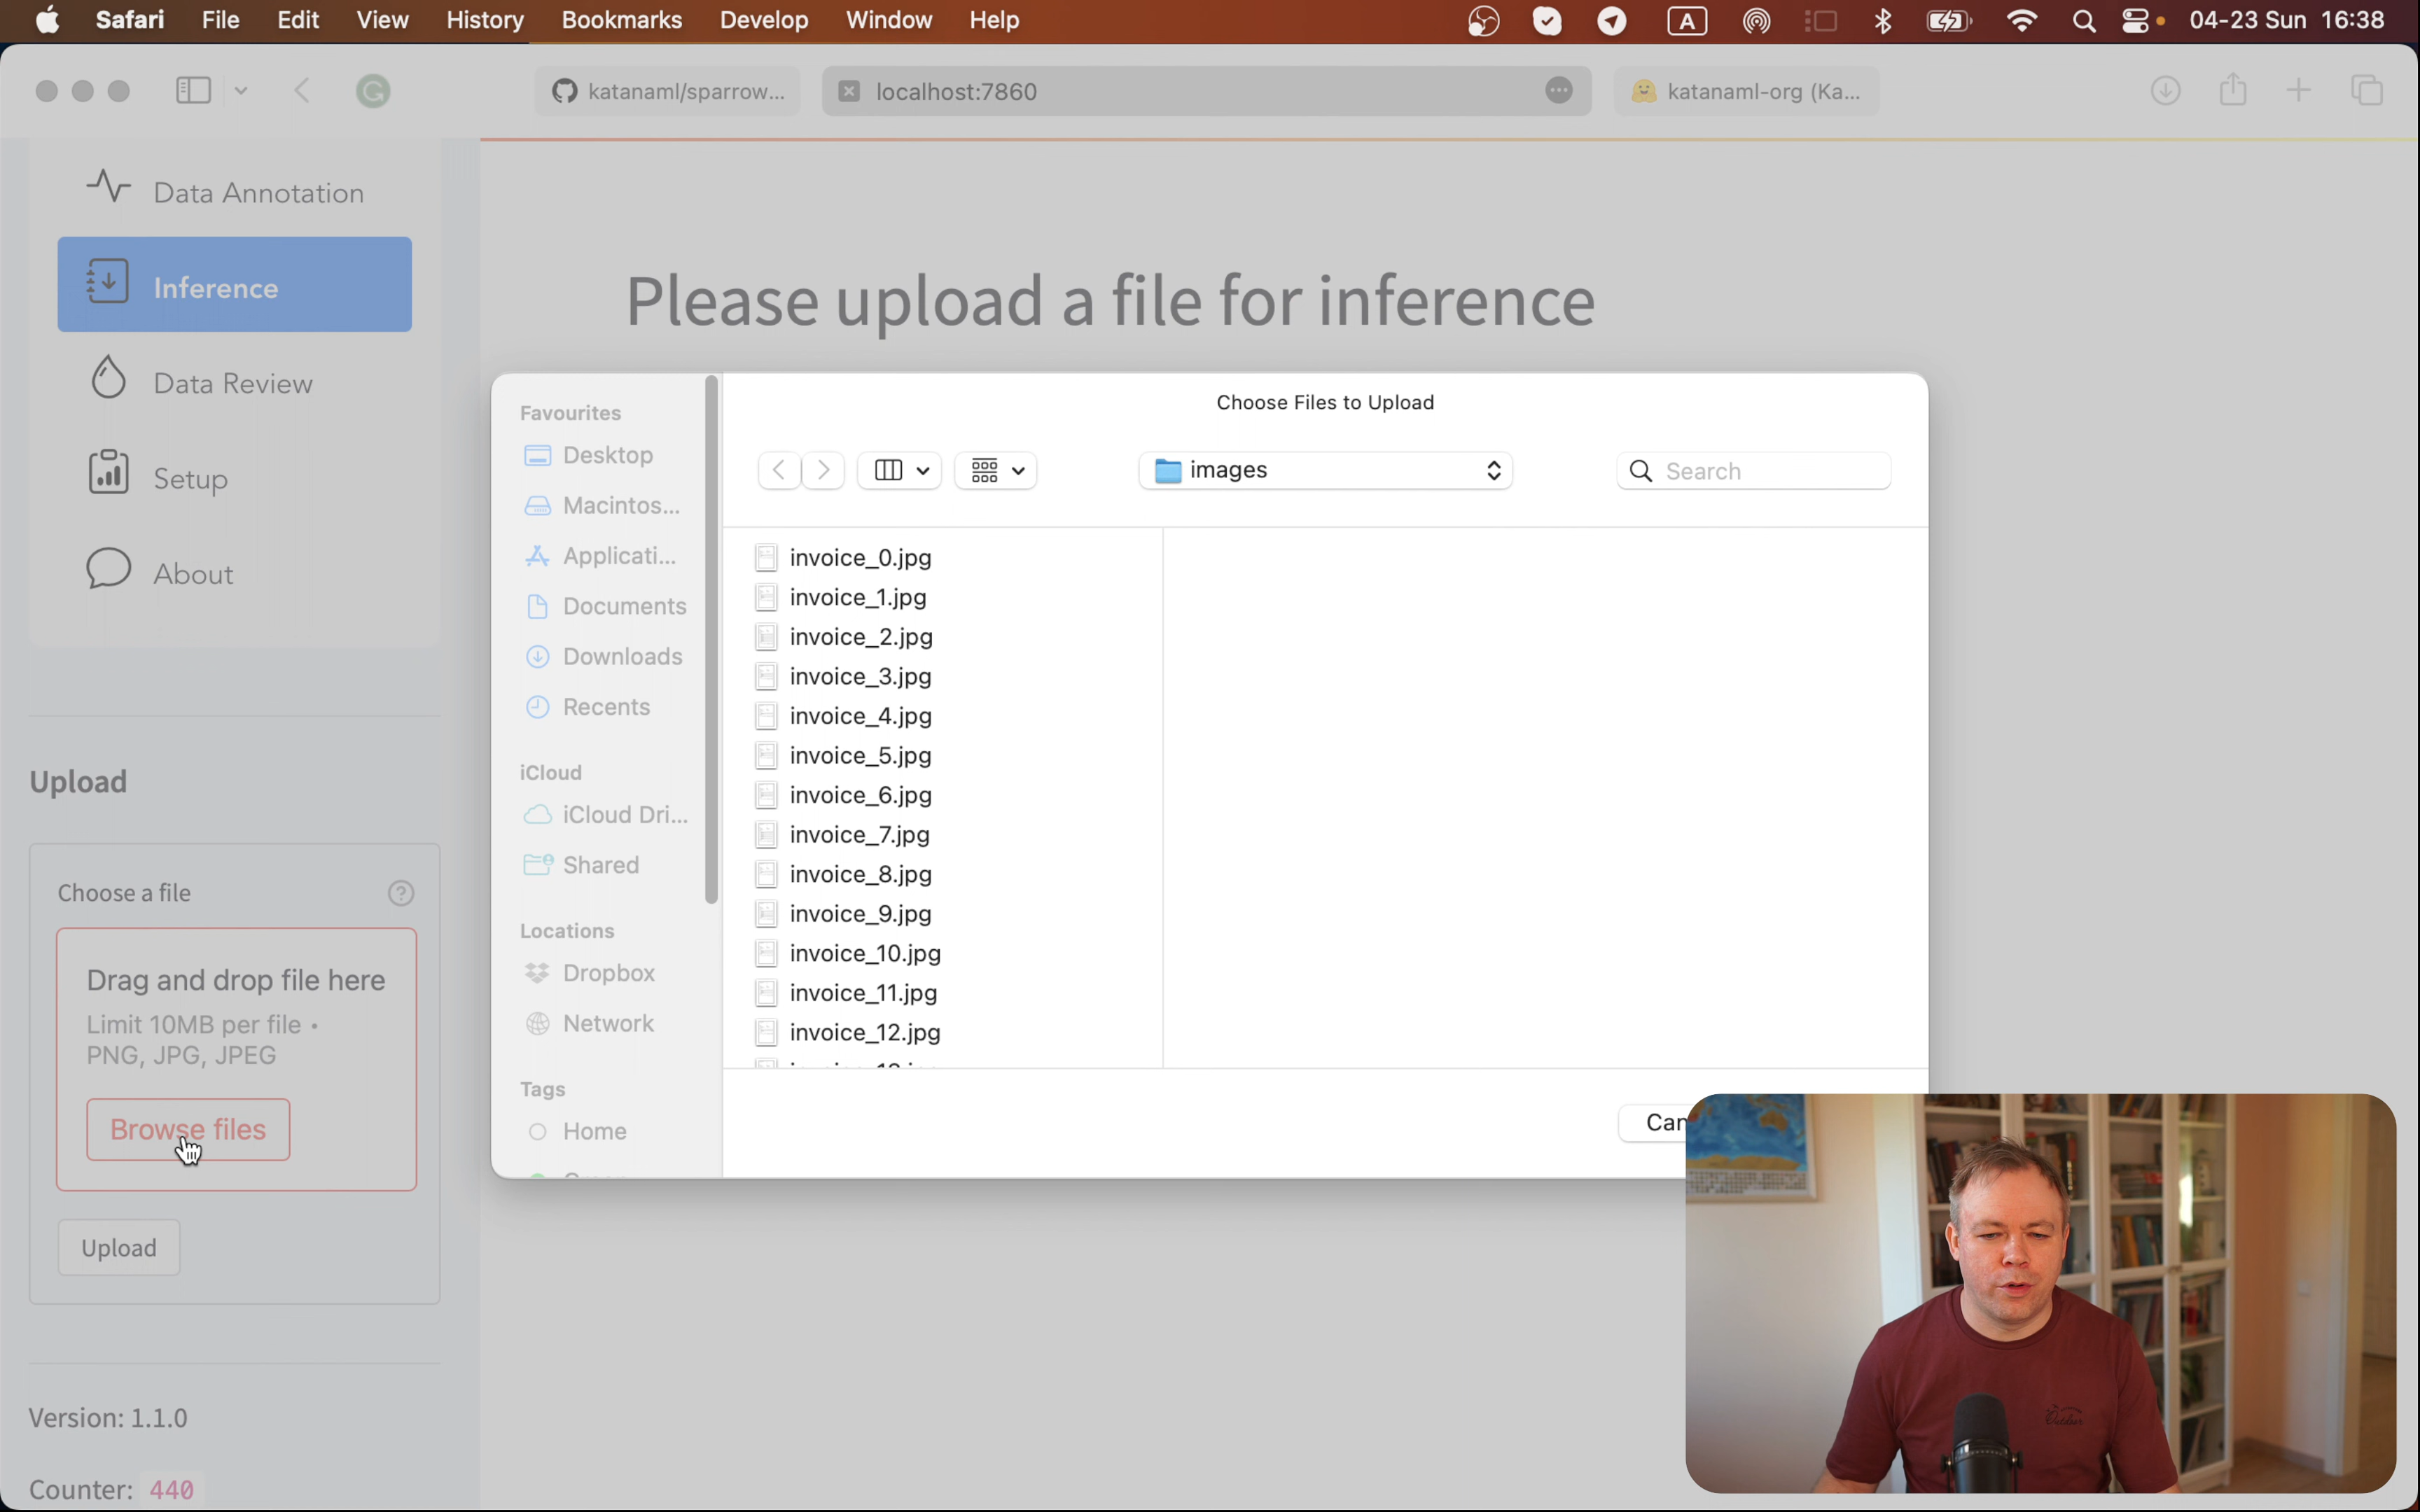 Safari File Edit View History Bookmarks Develop Window Help
A
04-23 Sun 16:38
katanaml/sparrow...
localhost:7860
katanaml-org (Ka...
Data Annotation
Inference
Data Review
Setup
About
Upload
Choose a file
Drag and drop file here
Limit 10MB per file •
PNG, JPG, JPEG
Browse files
Upload
Version: 1.1.0
Counter: 440
Please upload a file for inference
Choose Files to Upload
Favourites
Desktop
Macintos...
Applicati...
Documents
Downloads
Recents
iCloud
iCloud Dri...
Shared
Locations
Dropbox
Network
Tags
Home
images
Search
invoice_0.jpg
invoice_1.jpg
invoice_2.jpg
invoice_3.jpg
invoice_4.jpg
invoice_5.jpg
invoice_6.jpg
invoice_7.jpg
invoice_8.jpg
invoice_9.jpg
invoice_10.jpg
invoice_11.jpg
invoice_12.jpg
Can
Outdoor